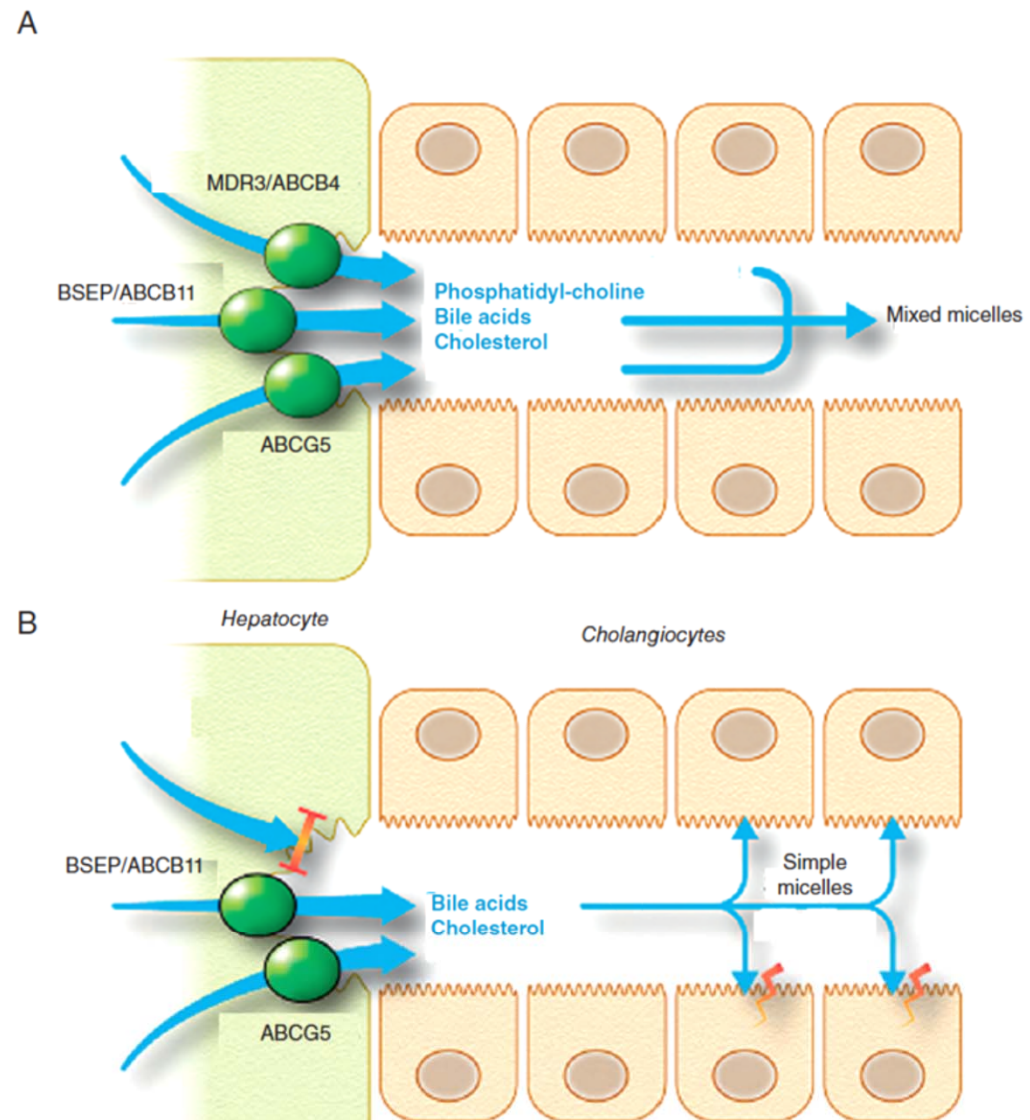 A
MDR3/ABCB4
BSEP/ABCB11
Phosphatidyl-choline
Bile acids
Cholesterol
Mixed micelles
ABCG5
B
Hepatocyte
Cholangiocytes
BSEP/ABCB11
Bile acids
Cholesterol
Simple
micelles
ABCG5